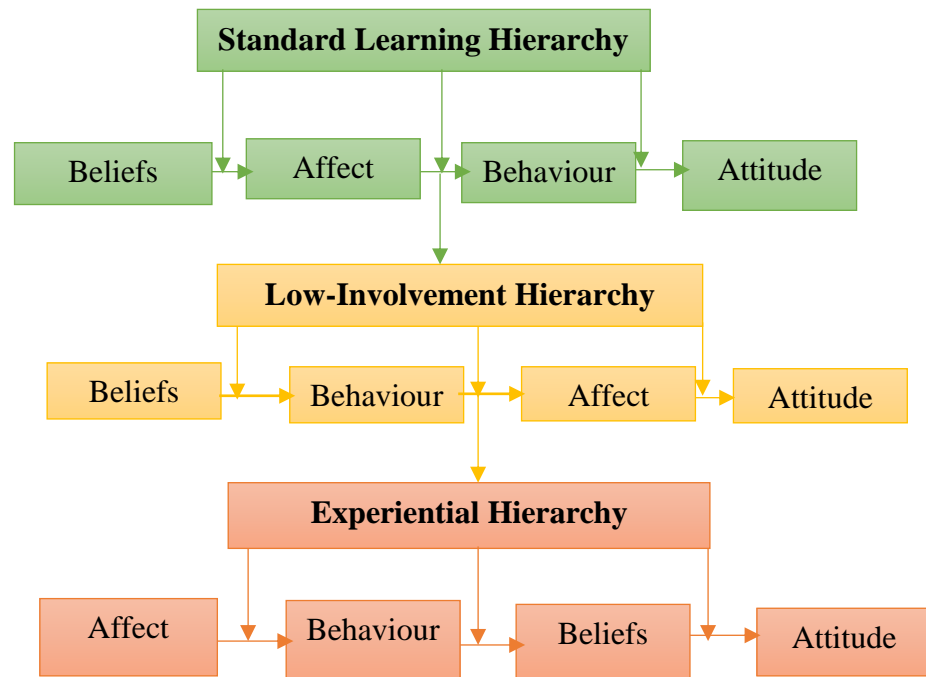 Standard Learning Hierarchy
Beliefs
Affect
Behaviour
Attitude
Low-Involvement Hierarchy
Beliefs
Behaviour
Affect
Attitude
Experiential Hierarchy
Affect
Behaviour
Beliefs
Attitude